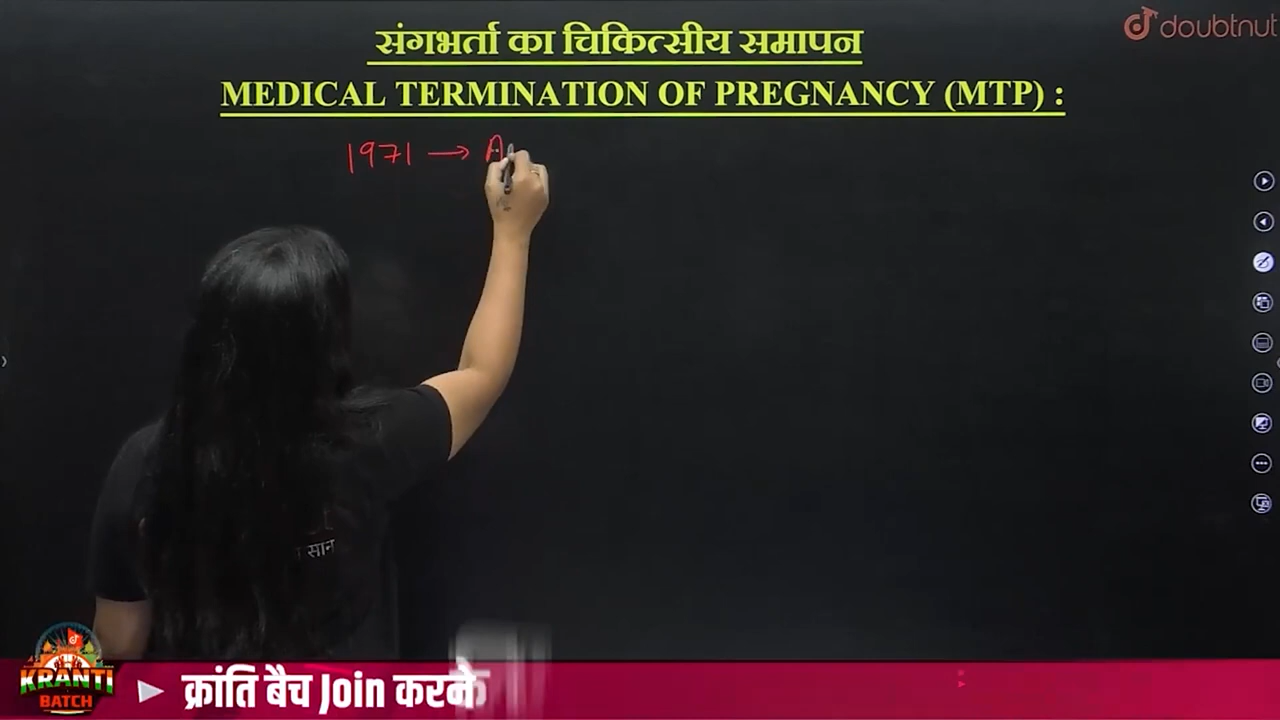 doubtnut
संगभर्ता का चिकित्सीय समापन
MEDICAL TERMINATION OF PREGNANCY (MTP) :
1971 → A
सान
KRANTI
BATCH
क्रांति बैच Join करके